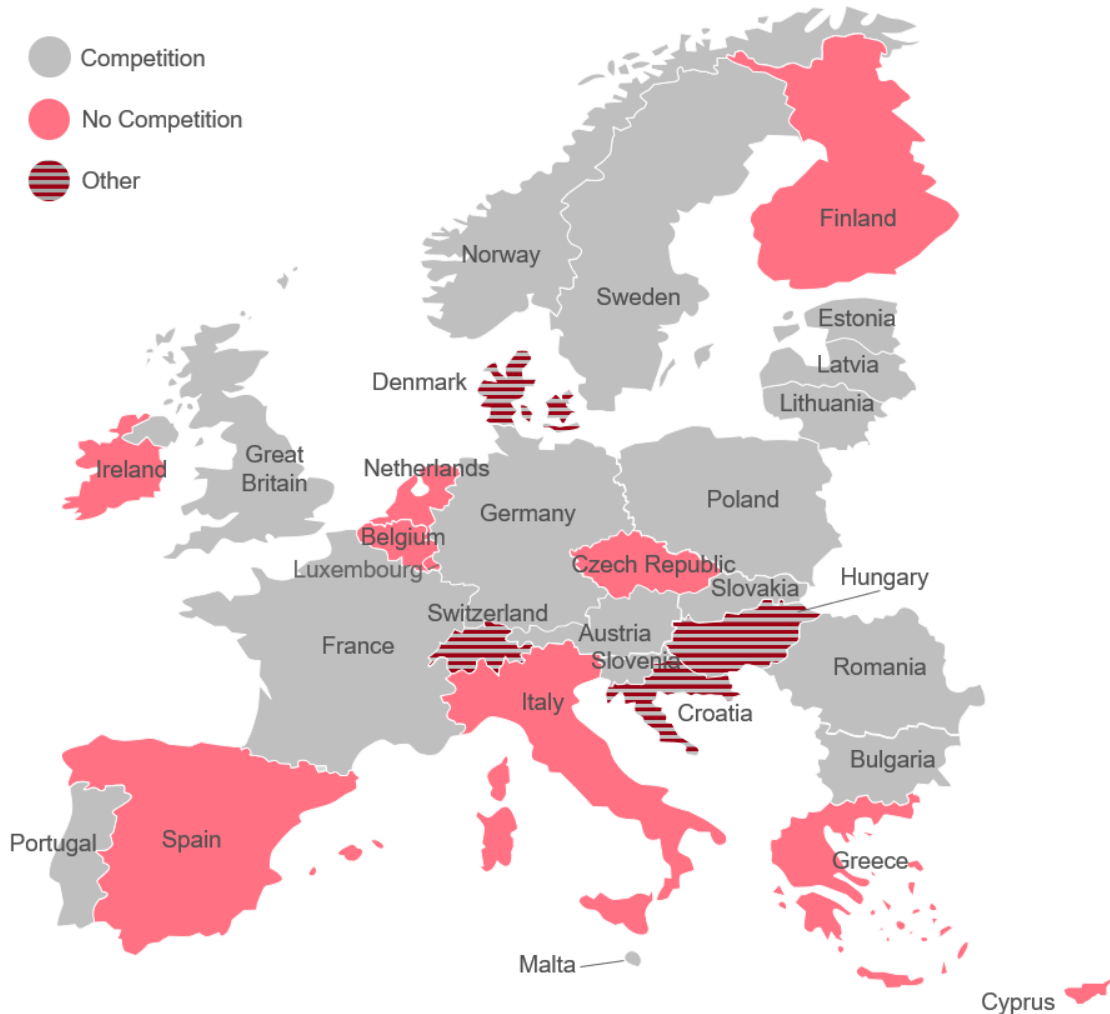 Competition
No Competition
Other
Finland
Norway
Sweden
Estonia
Latvia
Denmark
Lithuania
Great
Britain
Ireland
Netherlands
Poland
Germany
Belgium
Czech Republic
Luxembourg
Hungary
Slovakia
Switzerland
Austria
France
Slovenia
Romania
Italy
Croatia
Bulgaria
Portugal
Spain
Greece
Malta
Cyprus